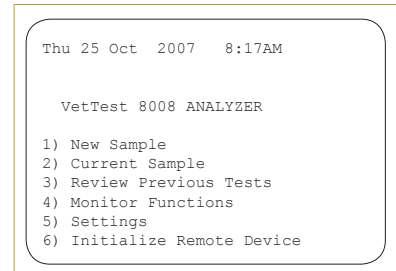 Thu 25 Oct 2007 8:17AM
VetTest 8008 ANALYZER
1) New Sample
2) Current Sample
3) Review Previous Tests
4) Monitor Functions
5) Settings
6) Initialize Remote Device